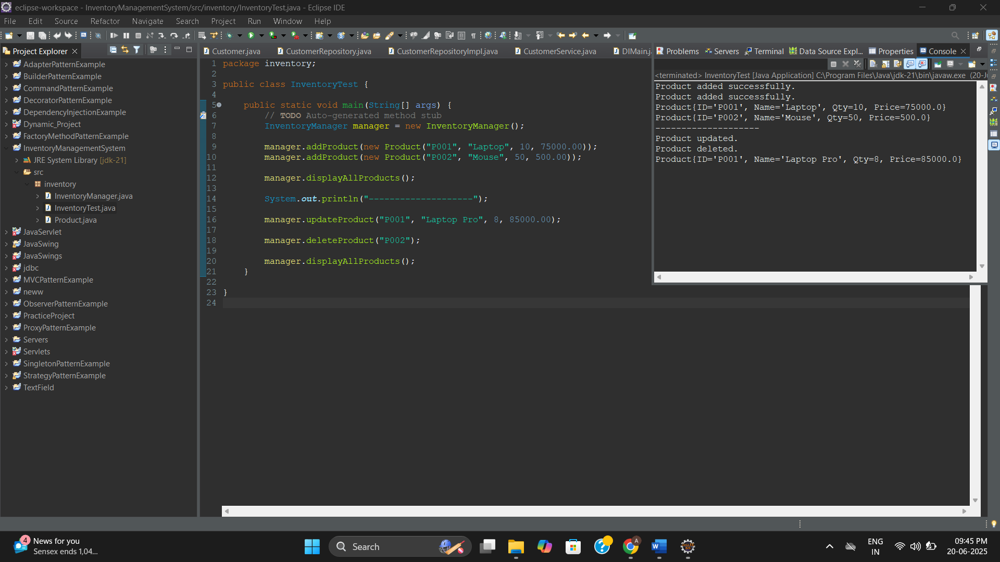 eclipse-workspace - InventoryManagementSystem/src/inventory/InventoryTest.java - Eclipse IDE
File Edit Source Refactor Navigate Search Project Run Window Help
Project Explorer
AdapterPatternExample
BuilderPatternExample
CommandPatternExample
DecoratorPatternExample
DependencyInjectionExample
Dynamic_Project
FactoryMethodPatternExample
InventoryManagementSystem
JRE System Library [jdk-21]
src
inventory
InventoryManager.java
InventoryTest.java
Product.java
JavaServlet
JavaSwing
JavaSwings
jdbc
MVCPatternExample
neww
ObserverPatternExample
PracticeProject
ProxyPatternExample
Servers
Servlets
SingletonPatternExample
StrategyPatternExample
TextField
Customer.java CustomerRepository.java CustomerRepositoryImpl.java CustomerService.java DIMain.j
1 package inventory;
2
3 public class InventoryTest {
4
5 public static void main(String[] args) {
6 // TODO Auto-generated method stub
7 InventoryManager manager = new InventoryManager();
8
9 manager.addProduct(new Product("P001", "Laptop", 10, 75000.00));
10 manager.addProduct(new Product("P002", "Mouse", 50, 500.00));
11
12 manager.displayAllProducts();
13
14 System.out.println("--------------------");
15
16 manager.updateProduct("P001", "Laptop Pro", 8, 85000.00);
17
18 manager.deleteProduct("P002");
19
20 manager.displayAllProducts();
21 }
22
23 }
24
Problems Servers Terminal Data Source Expl... Properties Console
<terminated> InventoryTest [Java Application] C:\Program Files\Java\jdk-21\bin\javaw.exe (20-Ju
Product added successfully.
Product added successfully.
Product{ID='P001', Name='Laptop', Qty=10, Price=75000.0}
Product{ID='P002', Name='Mouse', Qty=50, Price=500.0}
--------------------
Product updated.
Product deleted.
Product{ID='P001', Name='Laptop Pro', Qty=8, Price=85000.0}
4
News for you
Sensex ends 1,04...
Search
A
ENG
IN
09:45 PM
20-06-2025